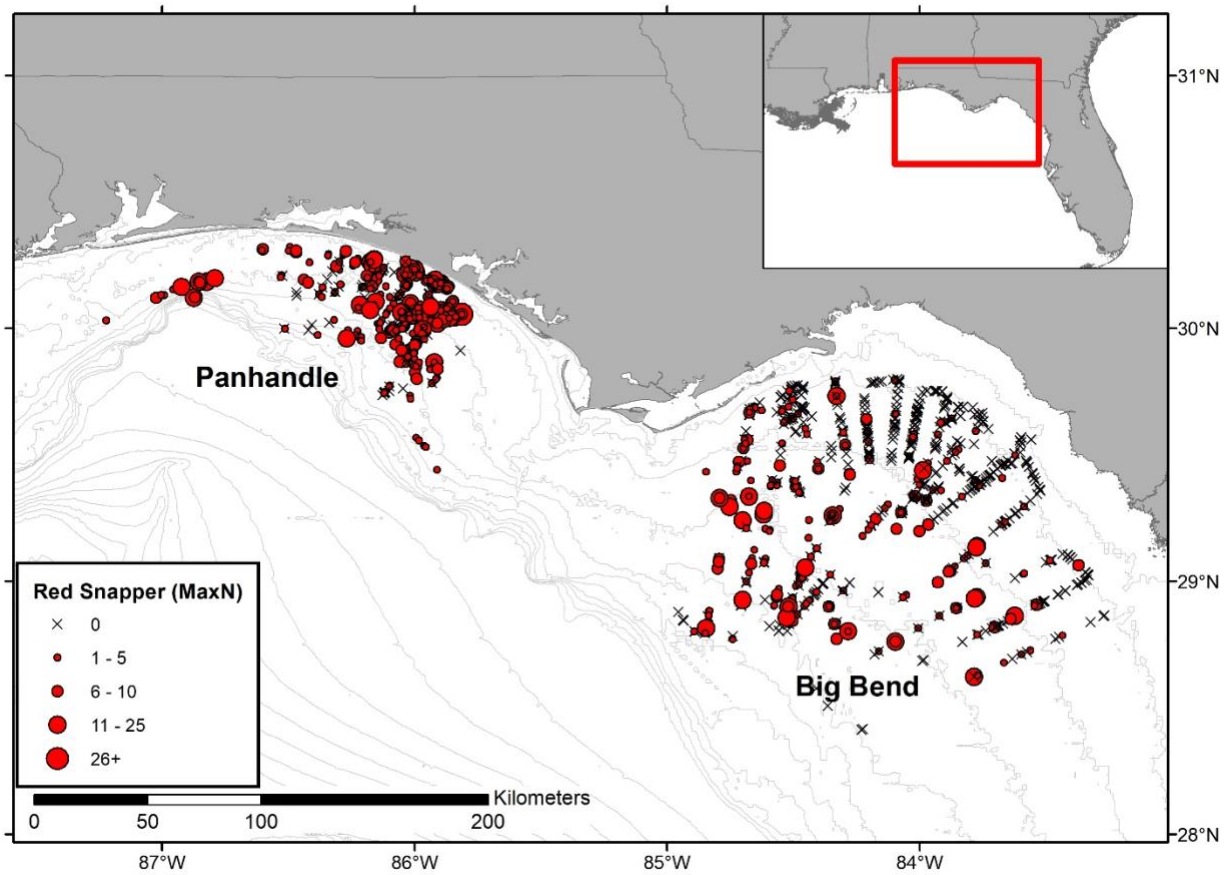 31°N
30°N
29°N
28°N
Panhandle
Big Bend
Red Snapper (MaxN)
0
1 - 5
6 - 10
11 - 25
26+
Kilometers
0 50 100 200
87°W 86°W 85°W 84°W